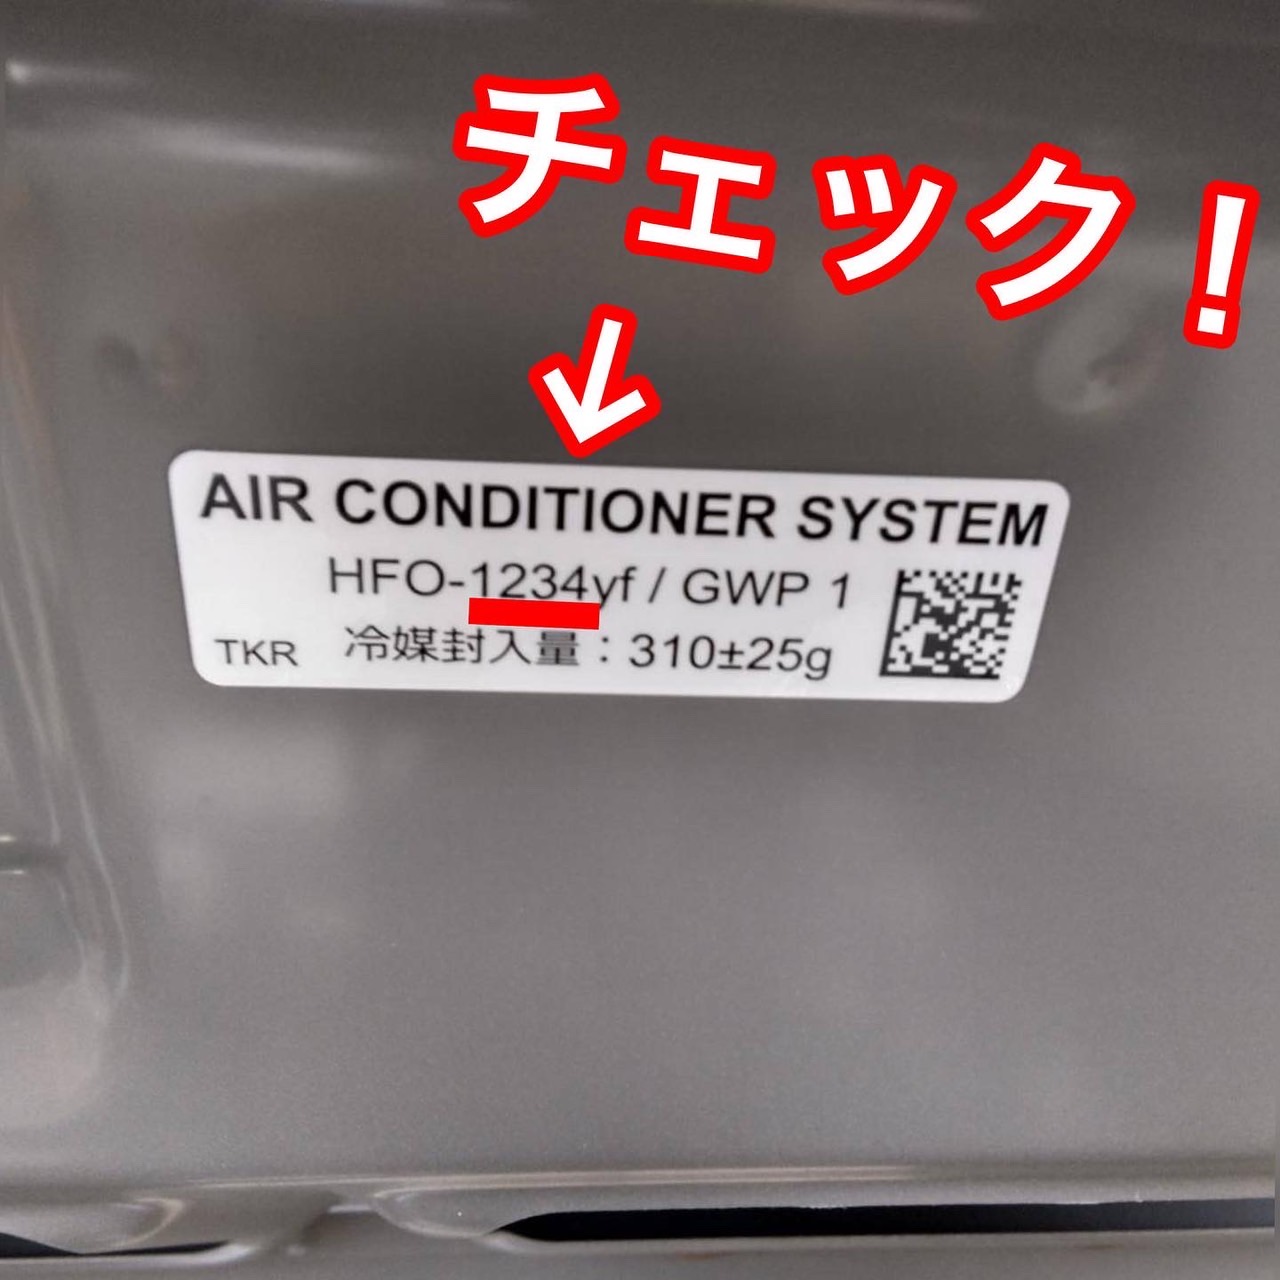 チェック！
↓
AIR CONDITIONER SYSTEM
HFO-1234yf / GWP 1
TKR 冷媒封入量：310±25g